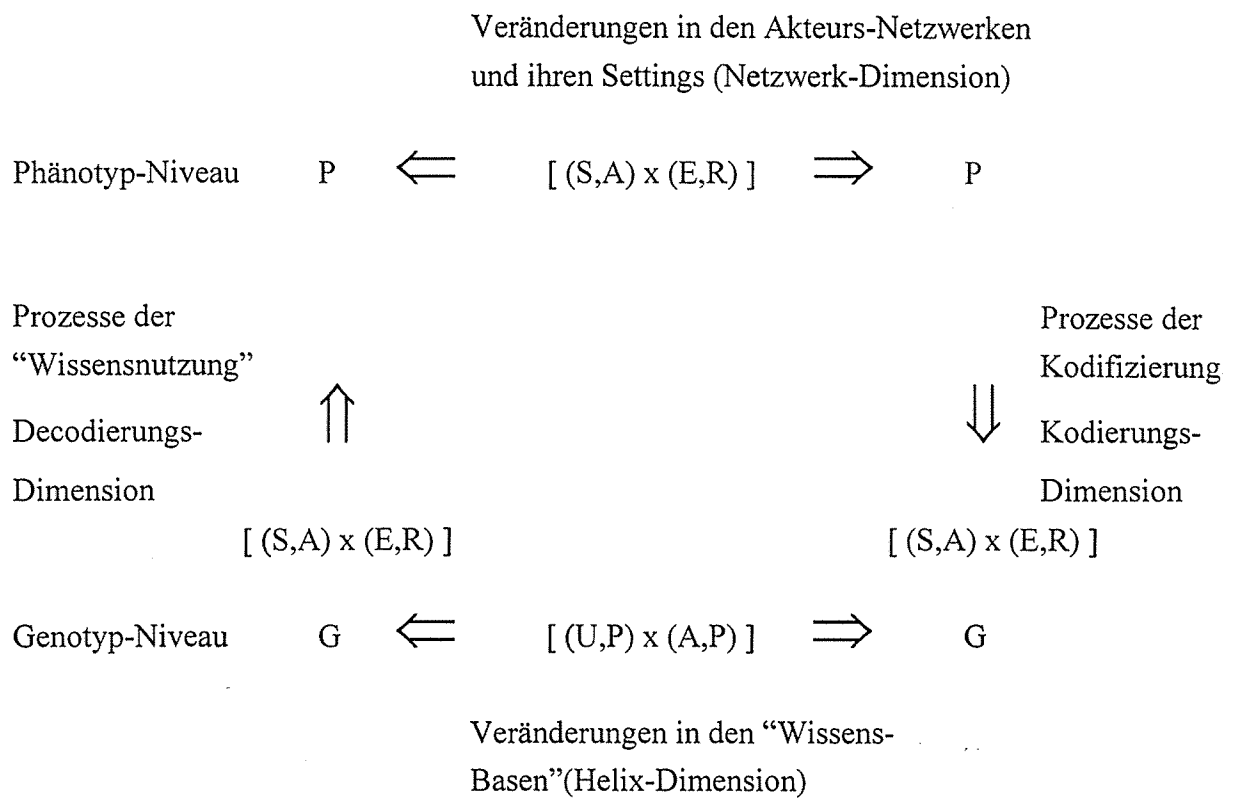 Veränderungen in den Akteurs-Netzwerken
und ihren Settings (Netzwerk-Dimension)
Phänotyp-Niveau P ⇐ [ (S,A) x (E,R) ] ⇒ P
Prozesse der
“Wissensnutzung”
Decodierungs-
Dimension
⇑
[ (S,A) x (E,R) ]
Prozesse der
Kodifizierung
Kodierungs-
Dimension
⇓
[ (S,A) x (E,R) ]
Genotyp-Niveau G ⇐ [ (U,P) x (A,P) ] ⇒ G
Veränderungen in den “Wissens-
Basen”(Helix-Dimension)